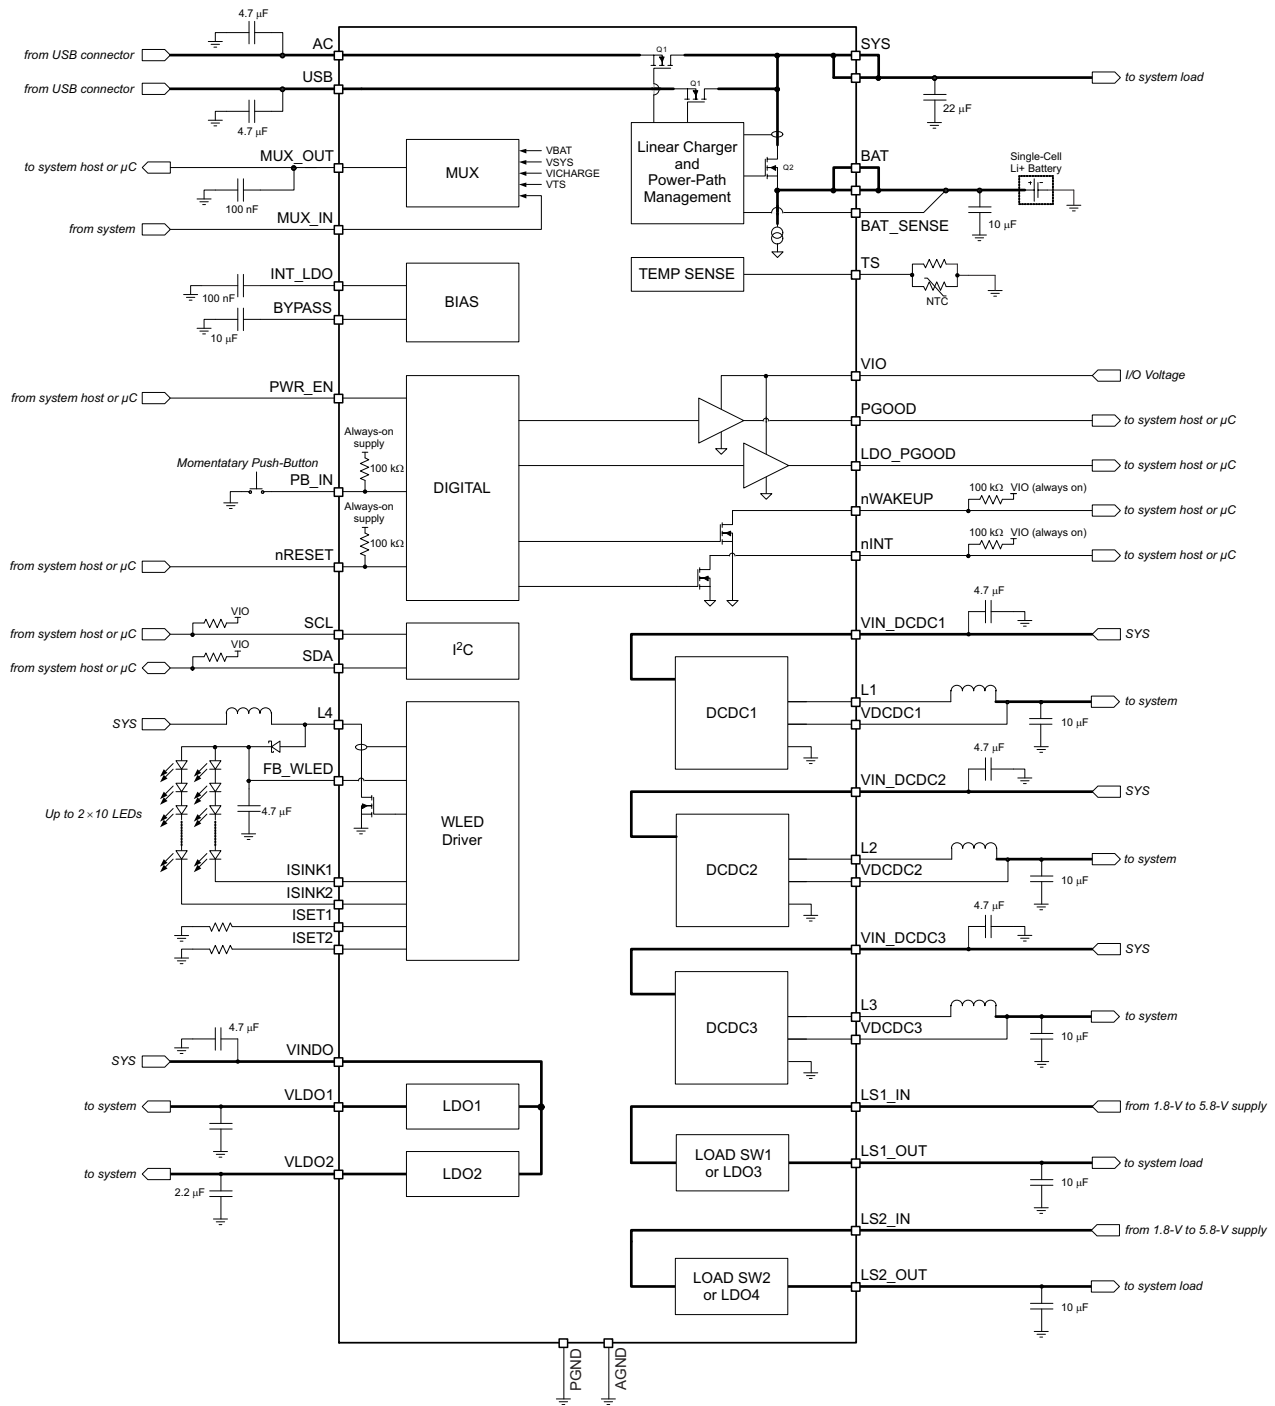 4.7 μF
from USB connector
AC
Q1
SYS
to system load
22 μF
from USB connector
USB
Q1
4.7 μF
to system host or μC
MUX_OUT
100 nF
MUX
VBAT
VSYS
VICHARGE
VTS
from system
MUX_IN
Linear Charger
and
Power-Path
Management
Q2
BAT
Single-Cell
Li+ Battery
+
-
10 μF
BAT_SENSE
INT_LDO
100 nF
BYPASS
10 μF
BIAS
TEMP SENSE
TS
NTC
VIO
I/O Voltage
from system host or μC
PWR_EN
PGOOD
to system host or μC
LDO_PGOOD
to system host or μC
Always-on
supply
100 kΩ
Momentatary Push-Button
PB_IN
DIGITAL
Always-on
supply
100 kΩ
from system host or μC
nRESET
nWAKEUP
100 kΩ
VIO (always on)
to system host or μC
nINT
100 kΩ
VIO (always on)
to system host or μC
VIO
from system host or μC
SCL
VIO
from system host or μC
SDA
I2C
4.7 μF
VIN_DCDC1
SYS
DCDC1
L1
to system
VDCDC1
10 μF
SYS
L4
FB_WLED
4.7 μF
Up to 2 × 10 LEDs
WLED
Driver
ISINK1
ISINK2
ISET1
ISET2
4.7 μF
VIN_DCDC2
SYS
DCDC2
L2
to system
VDCDC2
10 μF
4.7 μF
VIN_DCDC3
SYS
DCDC3
L3
to system
VDCDC3
10 μF
4.7 μF
SYS
VINDO
to system
VLDO1
LDO1
to system
VLDO2
2.2 μF
LDO2
LS1_IN
from 1.8-V to 5.8-V supply
LOAD SW1
or LDO3
LS1_OUT
to system load
10 μF
LS2_IN
from 1.8-V to 5.8-V supply
LOAD SW2
or LDO4
LS2_OUT
to system load
10 μF
PGND
AGND